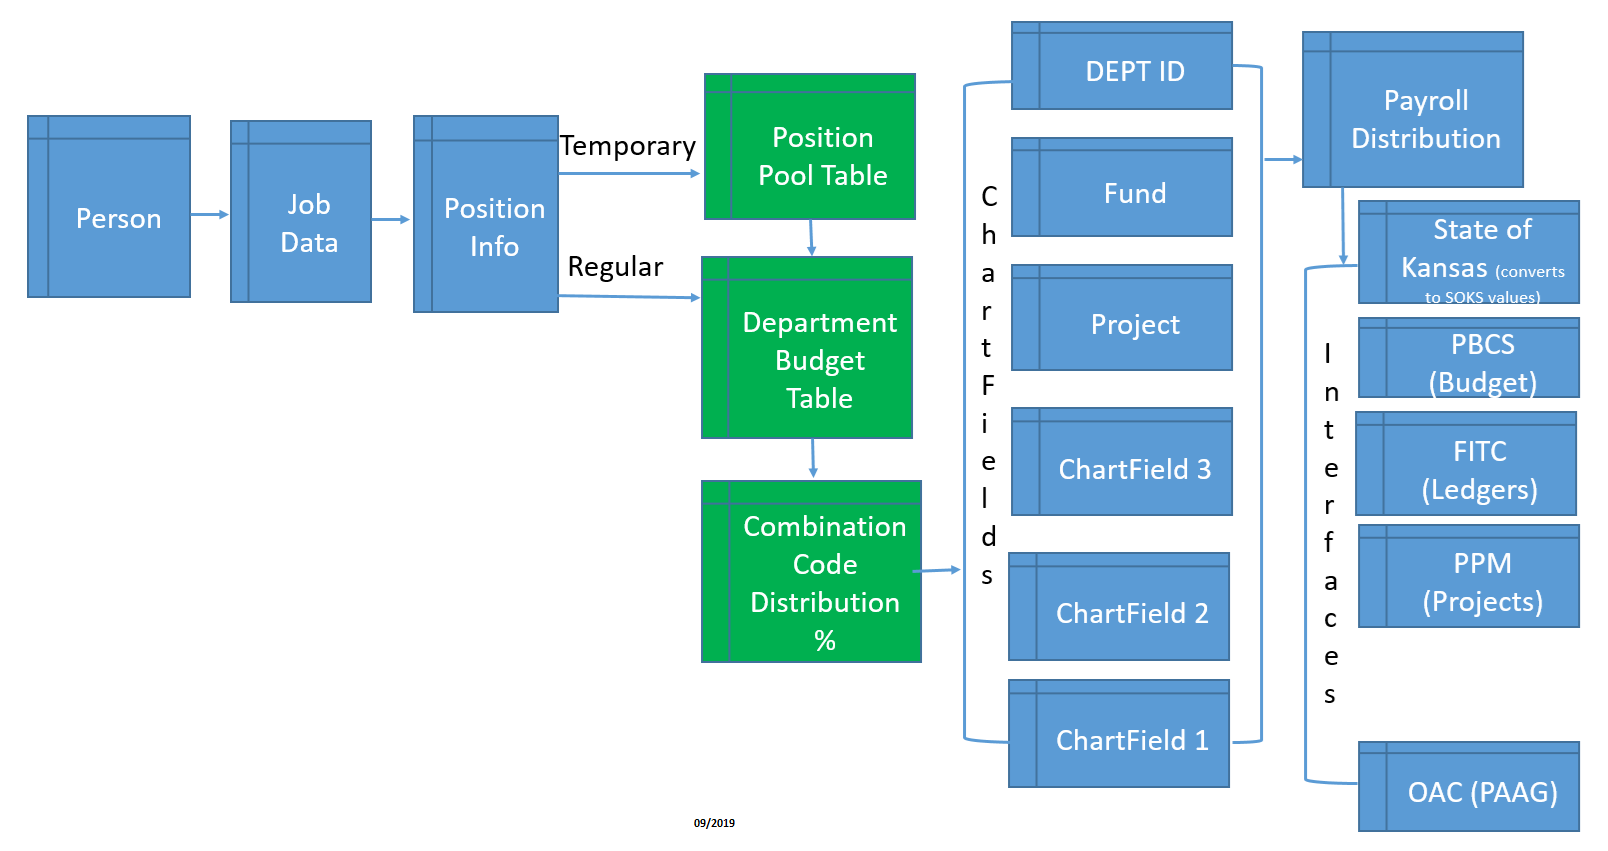 Person
Job
Data
Position
Info
Temporary
Regular
Position
Pool Table
Department
Budget
Table
Combination
Code
Distribution
%
ChartFields
DEPT ID
Fund
Project
ChartField 3
ChartField 2
ChartField 1
Payroll
Distribution
Interfaces
State of
Kansas (converts
to SOKS values)
PBCS
(Budget)
FITC
(Ledgers)
PPM
(Projects)
OAC (PAAG)
09/2019